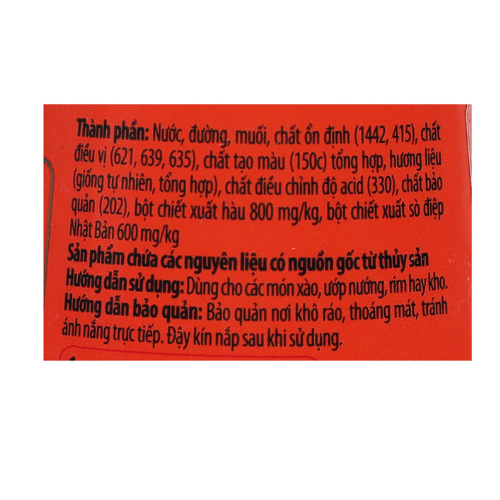 Thành phần: Nước, đường, muối, chất ổn định (1442, 415), chất
điều vị (621, 639, 635), chất tạo màu (150c) tổng hợp, hương liệu
(giống tự nhiên, tổng hợp), chất điều chỉnh độ acid (330), chất bảo
quản (202), bột chiết xuất hàu 800 mg/kg, bột chiết xuất sò điệp
Nhật Bản 600 mg/kg
Sản phẩm chứa các nguyên liệu có nguồn gốc từ thủy sản
Hướng dẫn sử dụng: Dùng cho các món xào, ướp nướng, rim hay kho.
Hướng dẫn bảo quản: Bảo quản nơi khô ráo, thoáng mát, tránh
ánh nắng trực tiếp. Đậy kín nắp sau khi sử dụng.